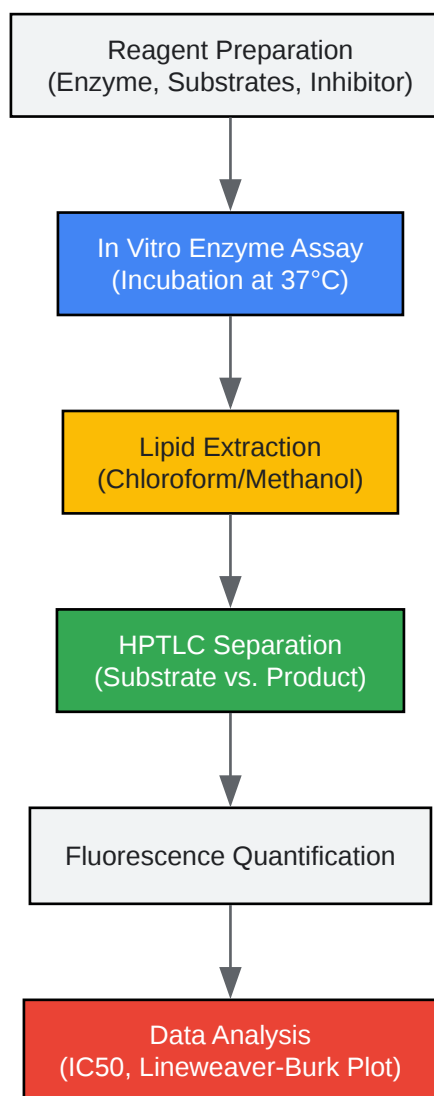 Reagent Preparation
(Enzyme, Substrates, Inhibitor)
In Vitro Enzyme Assay
(Incubation at 37°C)
Lipid Extraction
(Chloroform/Methanol)
HPTLC Separation
(Substrate vs. Product)
Fluorescence Quantification
Data Analysis
(IC50, Lineweaver-Burk Plot)